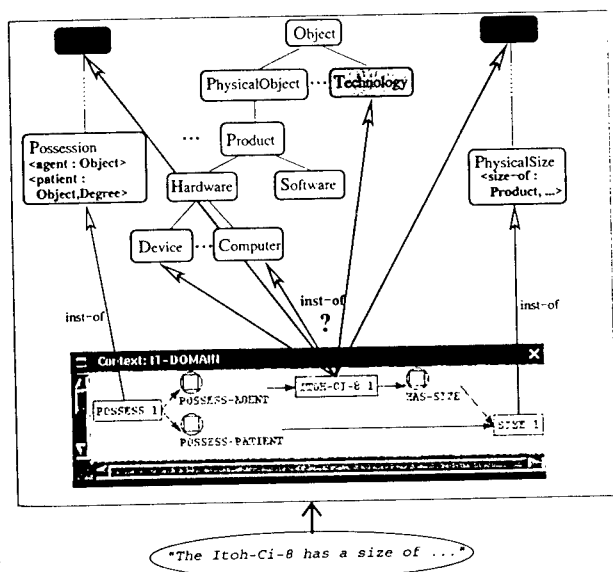 Object
PhysicalObject ... Technology
Possession
<agent : Object>
<patient :
Object,Degree>
... Product
PhysicalSize
<size-of :
Product, ...>
Hardware
Software
Device ... Computer
inst-of
inst-of
?
inst-of
Context: IT-DOMAIN
POSSESS-AGENT
ITOH-CI-8 1
HAS-SIZE
POSSESS 1
POSSESS-PATIENT
SIZE 1
"The Itoh-Ci-8 has a size of ..."